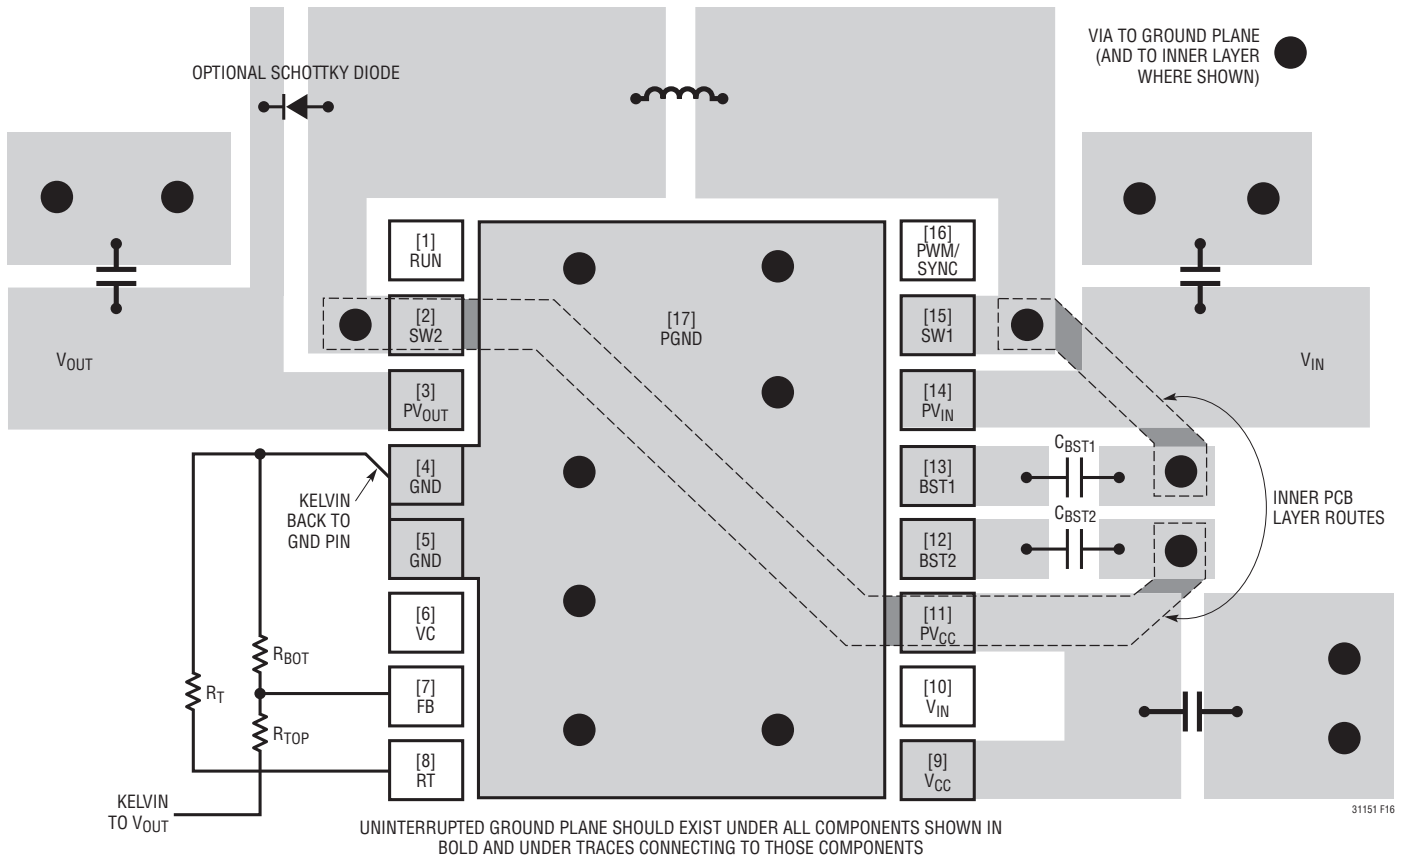 VIA TO GROUND PLANE
(AND TO INNER LAYER
WHERE SHOWN)
OPTIONAL SCHOTTKY DIODE
[1]
RUN
[16]
PWM/
SYNC
[2]
SW2
[17]
PGND
[15]
SW1
VOUT
VIN
[3]
PVOUT
[14]
PVIN
[4]
GND
[13]
BST1
CBST1
KELVIN
BACK TO
GND PIN
INNER PCB
LAYER ROUTES
[5]
GND
[12]
BST2
CBST2
[6]
VC
[11]
PVCC
RBOT
RT
[7]
FB
[10]
VIN
RTOP
[8]
RT
[9]
VCC
KELVIN
TO VOUT
31151 F16
UNINTERRUPTED GROUND PLANE SHOULD EXIST UNDER ALL COMPONENTS SHOWN IN
BOLD AND UNDER TRACES CONNECTING TO THOSE COMPONENTS